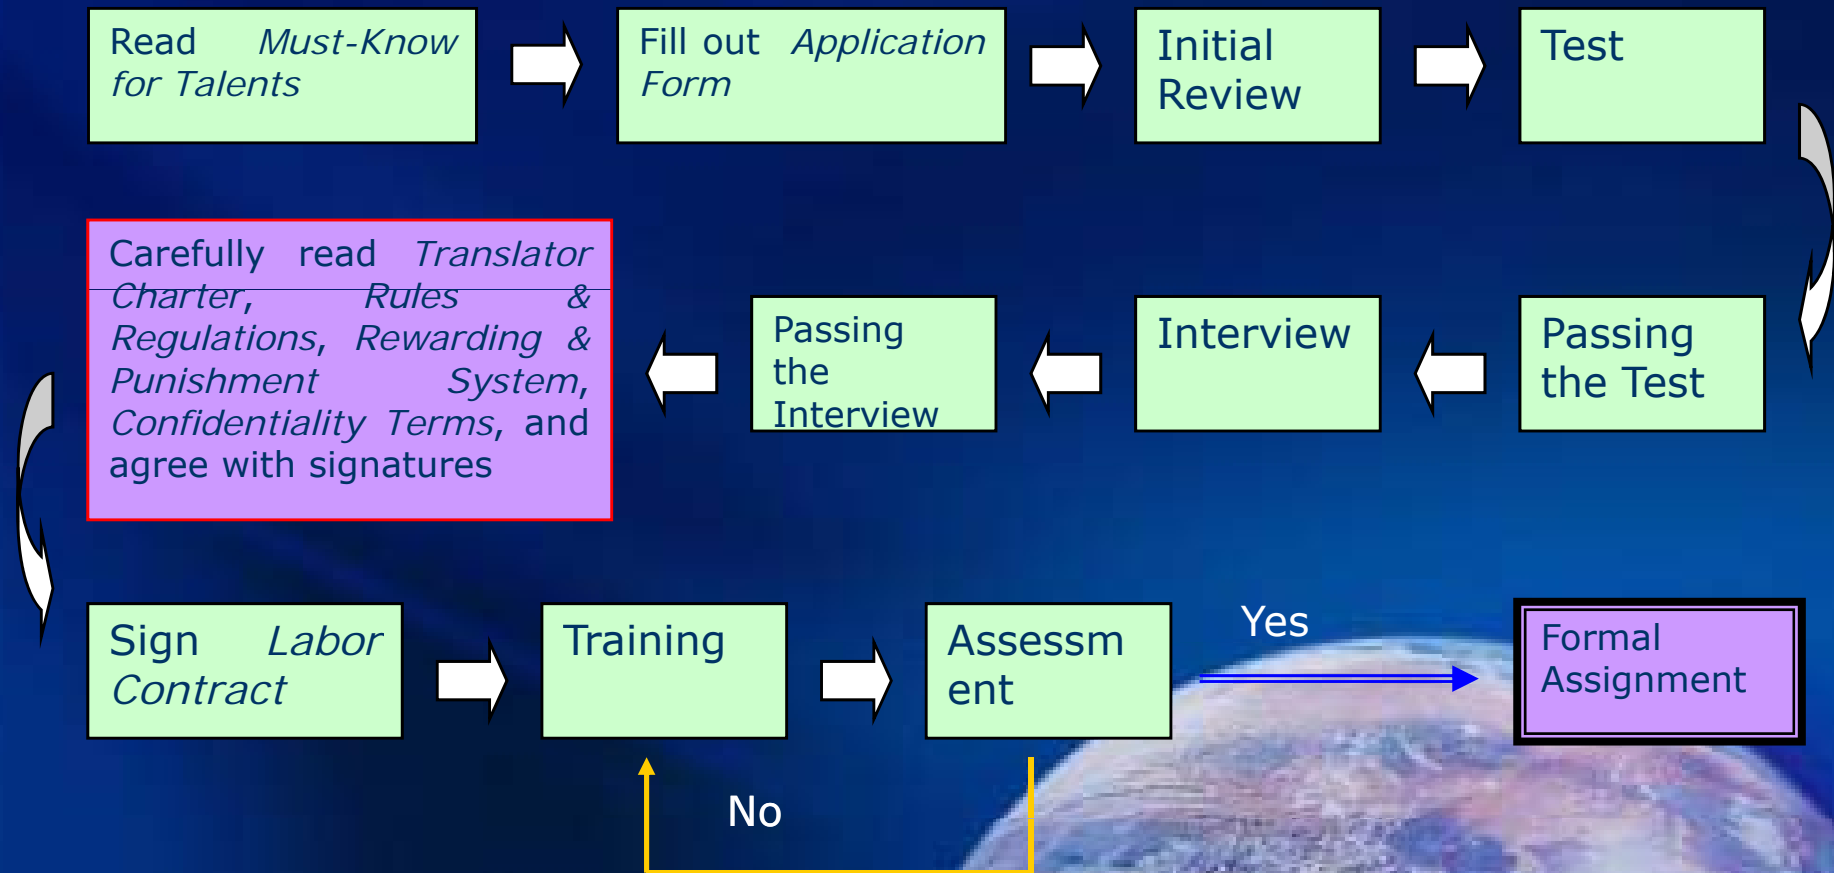 Read Must-Know
for Talents
Fill out Application
Form
Initial
Review
Test
Carefully read Translator
Charter, Rules &
Regulations, Rewarding &
Punishment System,
Confidentiality Terms, and
agree with signatures
Passing
the
Interview
Interview
Passing
the Test
Sign Labor
Contract
Training
Assessm
ent
Yes
Formal
Assignment
No